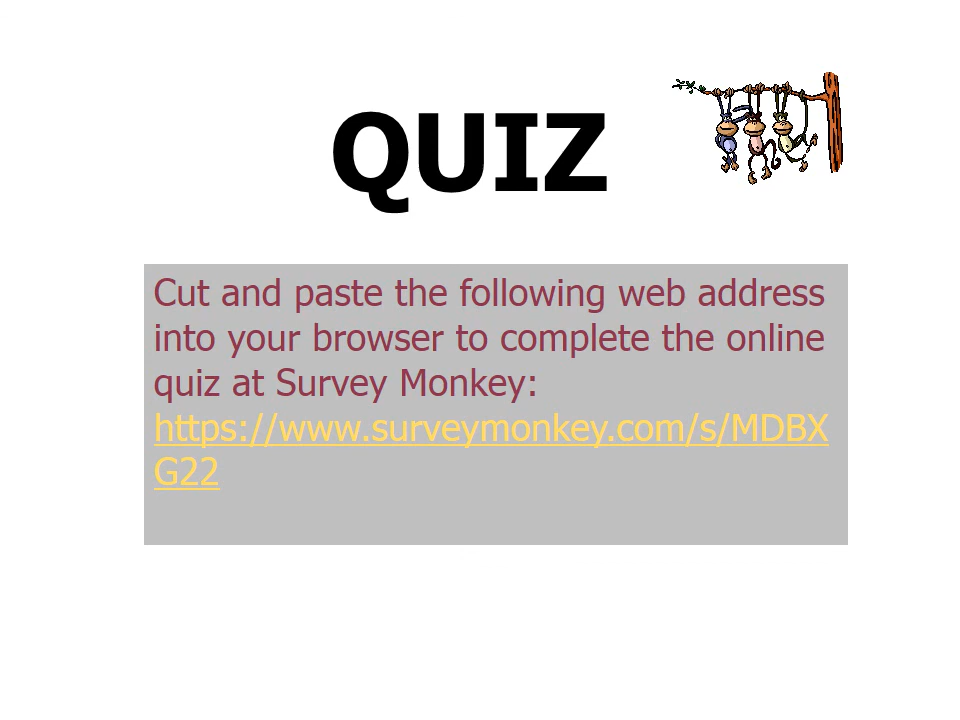 QUIZ
Cut and paste the following web address
into your browser to complete the online
quiz at Survey Monkey:
https://www.surveymonkey.com/s/MDBX
G22